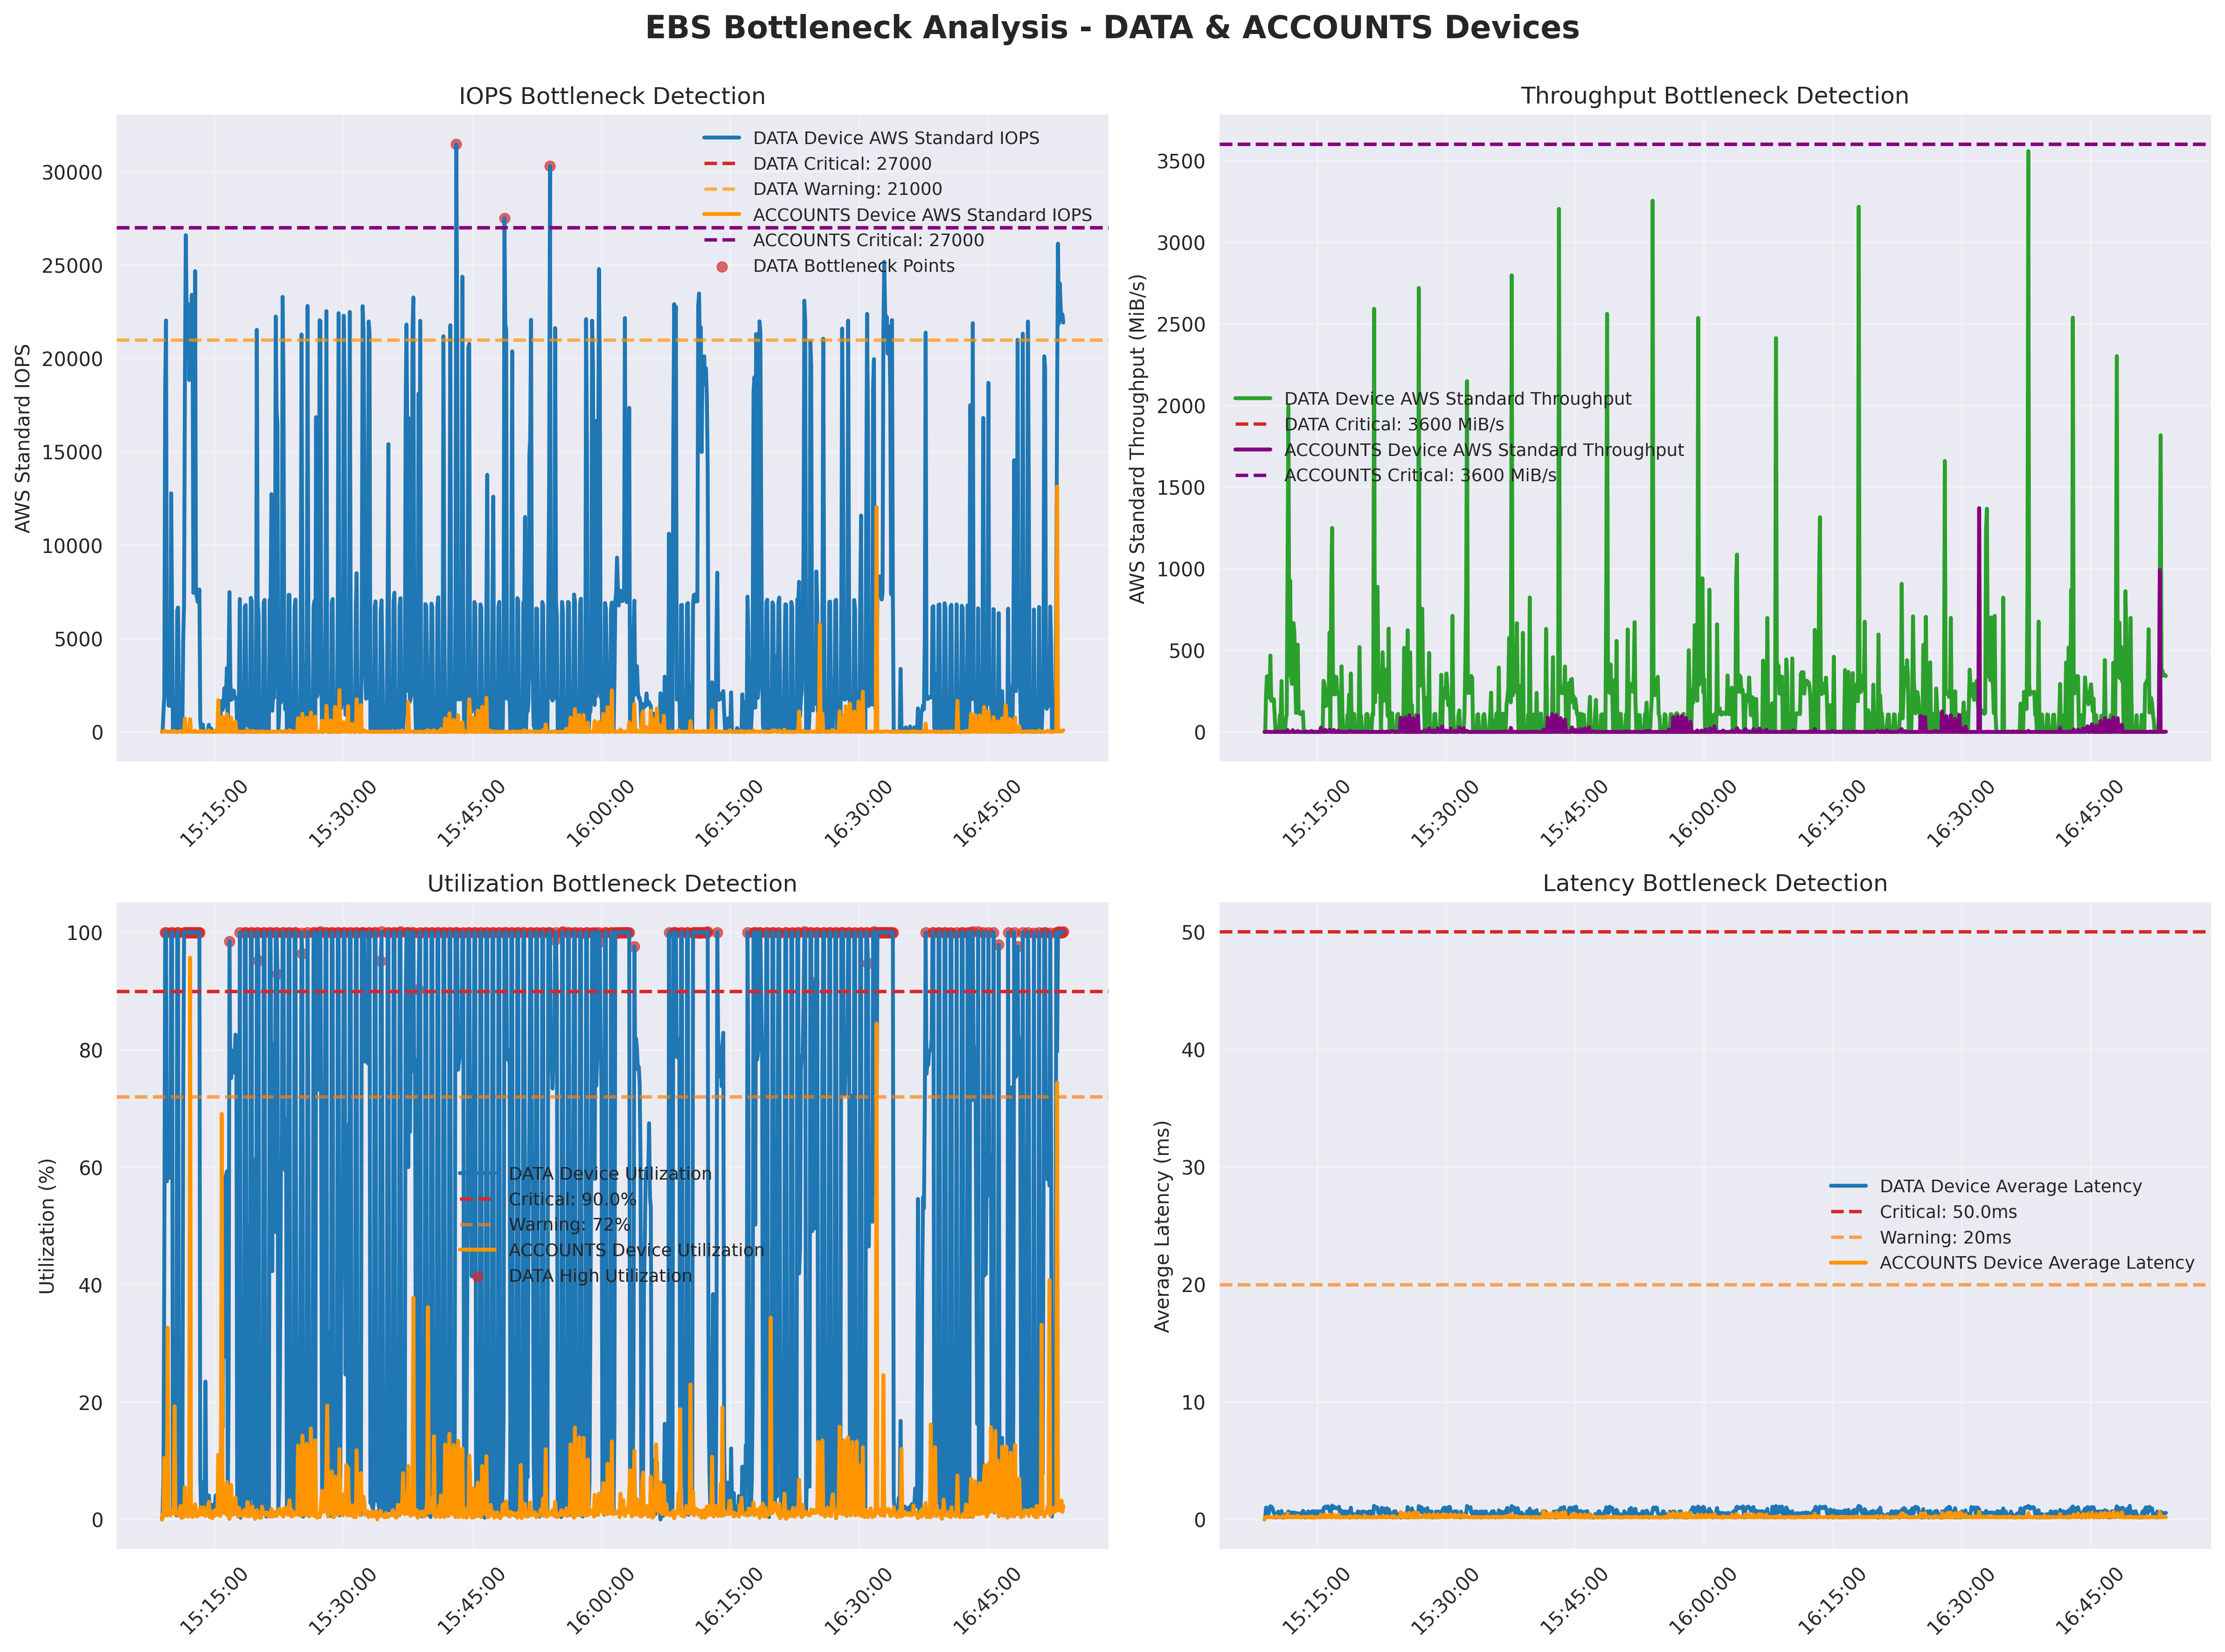 EBS Bottleneck Analysis - DATA & ACCOUNTS Devices
IOPS Bottleneck Detection
AWS Standard IOPS
30000
25000
20000
15000
10000
5000
0
DATA Device AWS Standard IOPS
DATA Critical: 27000
DATA Warning: 21000
ACCOUNTS Device AWS Standard IOPS
ACCOUNTS Critical: 27000
DATA Bottleneck Points
15:15:00
15:30:00
15:45:00
16:00:00
16:15:00
16:30:00
16:45:00
Throughput Bottleneck Detection
AWS Standard Throughput (MiB/s)
3500
3000
2500
2000
1500
1000
500
0
DATA Device AWS Standard Throughput
DATA Critical: 3600 MiB/s
ACCOUNTS Device AWS Standard Throughput
ACCOUNTS Critical: 3600 MiB/s
15:15:00
15:30:00
15:45:00
16:00:00
16:15:00
16:30:00
16:45:00
Utilization Bottleneck Detection
Utilization (%)
100
80
60
40
20
0
DATA Device Utilization
Critical: 90.0%
Warning: 72%
ACCOUNTS Device Utilization
DATA High Utilization
15:15:00
15:30:00
15:45:00
16:00:00
16:15:00
16:30:00
16:45:00
Latency Bottleneck Detection
Average Latency (ms)
50
40
30
20
10
0
DATA Device Average Latency
Critical: 50.0ms
Warning: 20ms
ACCOUNTS Device Average Latency
15:15:00
15:30:00
15:45:00
16:00:00
16:15:00
16:30:00
16:45:00